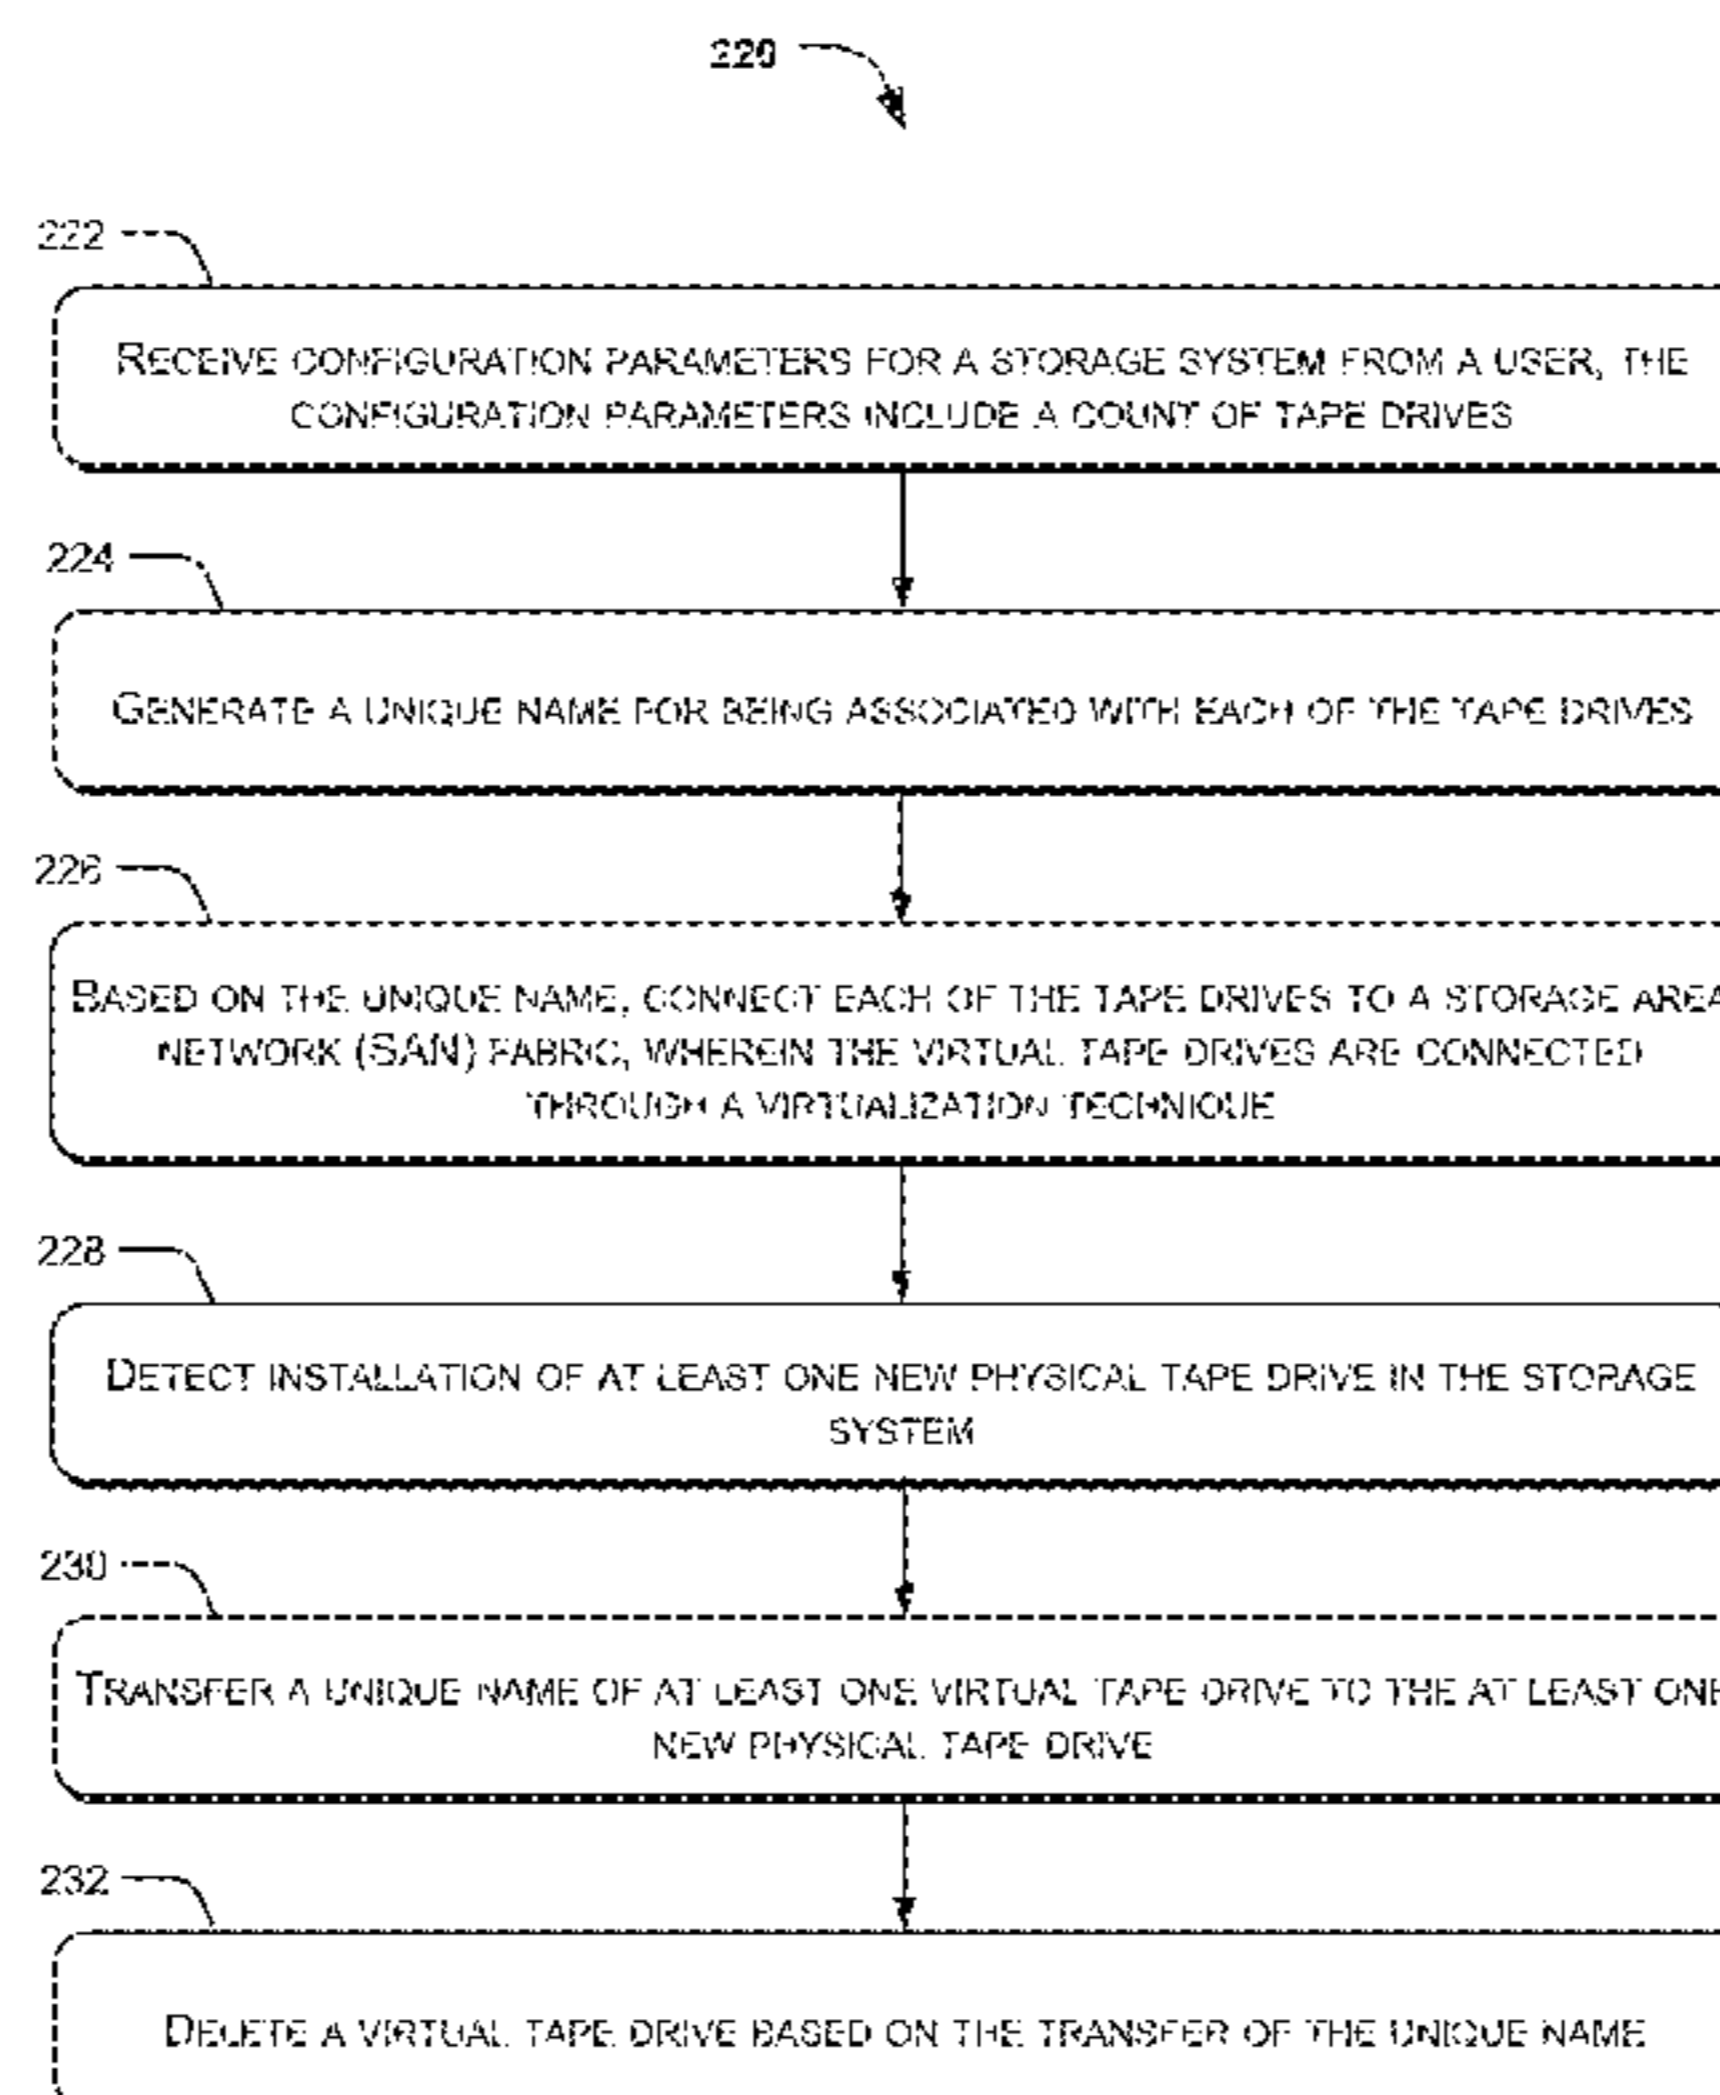 220
222
RECEIVE CONFIGURATION PARAMETERS FOR A STORAGE SYSTEM FROM A USER, THE
CONFIGURATION PARAMETERS INCLUDE A COUNT OF TAPE DRIVES
224
GENERATE A UNIQUE NAME FOR BEING ASSOCIATED WITH EACH OF THE TAPE DRIVES
226
BASED ON THE UNIQUE NAME, CONNECT EACH OF THE TAPE DRIVES TO A STORAGE AREA
NETWORK (SAN) FABRIC, WHEREIN THE VIRTUAL TAPE DRIVES ARE CONNECTED
THROUGH A VIRTUALIZATION TECHNIQUE
228
DETECT INSTALLATION OF AT LEAST ONE NEW PHYSICAL TAPE DRIVE IN THE STORAGE
SYSTEM
230
TRANSFER A UNIQUE NAME OF AT LEAST ONE VIRTUAL TAPE DRIVE TO THE AT LEAST ONE
NEW PHYSICAL TAPE DRIVE
232
DELETE A VIRTUAL TAPE DRIVE BASED ON THE TRANSFER OF THE UNIQUE NAME